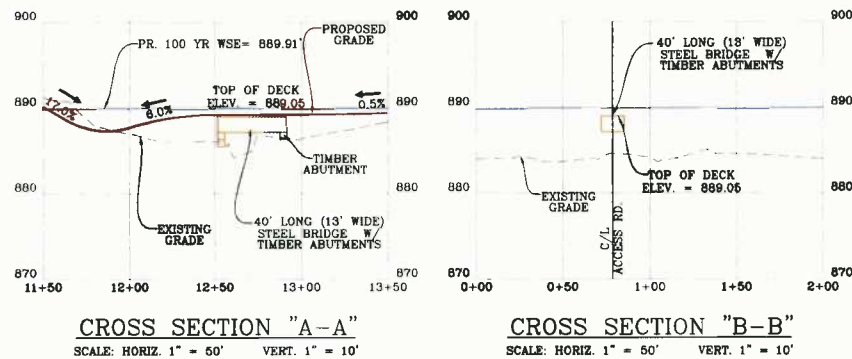 900
900
PR. 100 YR WSE= 889.91'
PROPOSED
GRADE
TOP OF DECK
ELEV. = 889.05
17.0%
6.0%
0.5%
890
890
TIMBER
ABUTMENT
880
880
EXISTING
GRADE
40' LONG (13' WIDE)
STEEL BRIDGE W/
TIMBER ABUTMENTS
870
870
11+50
12+00
12+50
13+00
13+50
CROSS SECTION "A-A"
SCALE: HORIZ. 1" = 50' VERT. 1" = 10'
900
900
40' LONG (13' WIDE)
STEEL BRIDGE W/
TIMBER ABUTMENTS
890
890
TOP OF DECK
ELEV. = 889.05
EXISTING
GRADE
880
880
C/L
ACCESS RD.
870
870
0+00
0+50
1+00
1+50
2+00
CROSS SECTION "B-B"
SCALE: HORIZ. 1" = 50' VERT. 1" = 10'